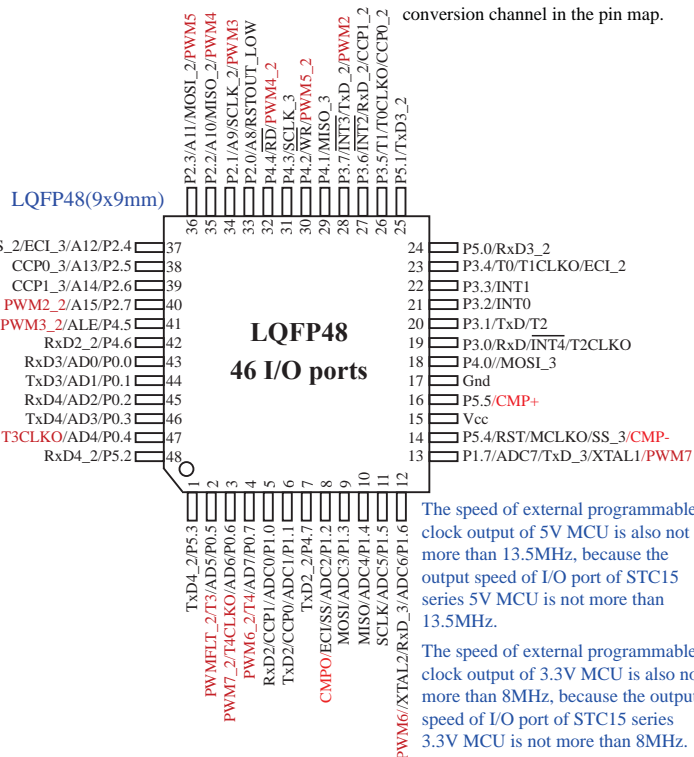 conversion channel in the pin map.
P2.3/A11/MOSI_2/PWM5
P2.2/A10/MISO_2/PWM4
P2.1/A9/SCLK_2/PWM3
P2.0/A8/RSTOUT_LOW
P4.4/RD/PWM4_2
P4.3/SCLK_3
P4.2/WR/PWM5_2
P4.1/MISO_3
P3.7/INT3/TxD_2/PWM2
P3.6/INT2/RxD_2/CCP1_2
P3.5/T1/T0CLKO/CCP0_2
P5.1/TxD3_2
36 35 34 33 32 31 30 29 28 27 26 25
LQFP48(9x9mm)
S_2/ECI_3/A12/P2.4 37
CCP0_3/A13/P2.5 38
CCP1_3/A14/P2.6 39
PWM2_2/A15/P2.7 40
PWM3_2/ALE/P4.5 41
RxD2_2/P4.6 42
RxD3/AD0/P0.0 43
TxD3/AD1/P0.1 44
RxD4/AD2/P0.2 45
TxD4/AD3/P0.3 46
T3CLKO/AD4/P0.4 47
RxD4_2/P5.2 48
LQFP48
46 I/O ports
24 P5.0/RxD3_2
23 P3.4/T0/T1CLKO/ECI_2
22 P3.3/INT1
21 P3.2/INT0
20 P3.1/TxD/T2
19 P3.0/RxD/INT4/T2CLKO
18 P4.0//MOSI_3
17 Gnd
16 P5.5/CMP+
15 Vcc
14 P5.4/RST/MCLKO/SS_3/CMP-
13 P1.7/ADC7/TxD_3/XTAL1/PWM7
1 2 3 4 5 6 7 8 9 10 11 12
TxD4_2/P5.3
PWMFLT_2/T3/AD5/P0.5
PWM7_2/T4CLKO/AD6/P0.6
PWM6_2/T4/AD7/P0.7
RxD2/CCP1/ADC0/P1.0
TxD2/CCP0/ADC1/P1.1
TxD2_2/P4.7
CMPO/ECI/SS/ADC2/P1.2
MOSI/ADC3/P1.3
MISO/ADC4/P1.4
SCLK/ADC5/P1.5
PWM6//XTAL2/RxD_3/ADC6/P1.6
The speed of external programmable
clock output of 5V MCU is also not
more than 13.5MHz, because the
output speed of I/O port of STC15
series 5V MCU is not more than
13.5MHz.
The speed of external programmable
clock output of 3.3V MCU is also no
more than 8MHz, because the output
speed of I/O port of STC15 series
3.3V MCU is not more than 8MHz.